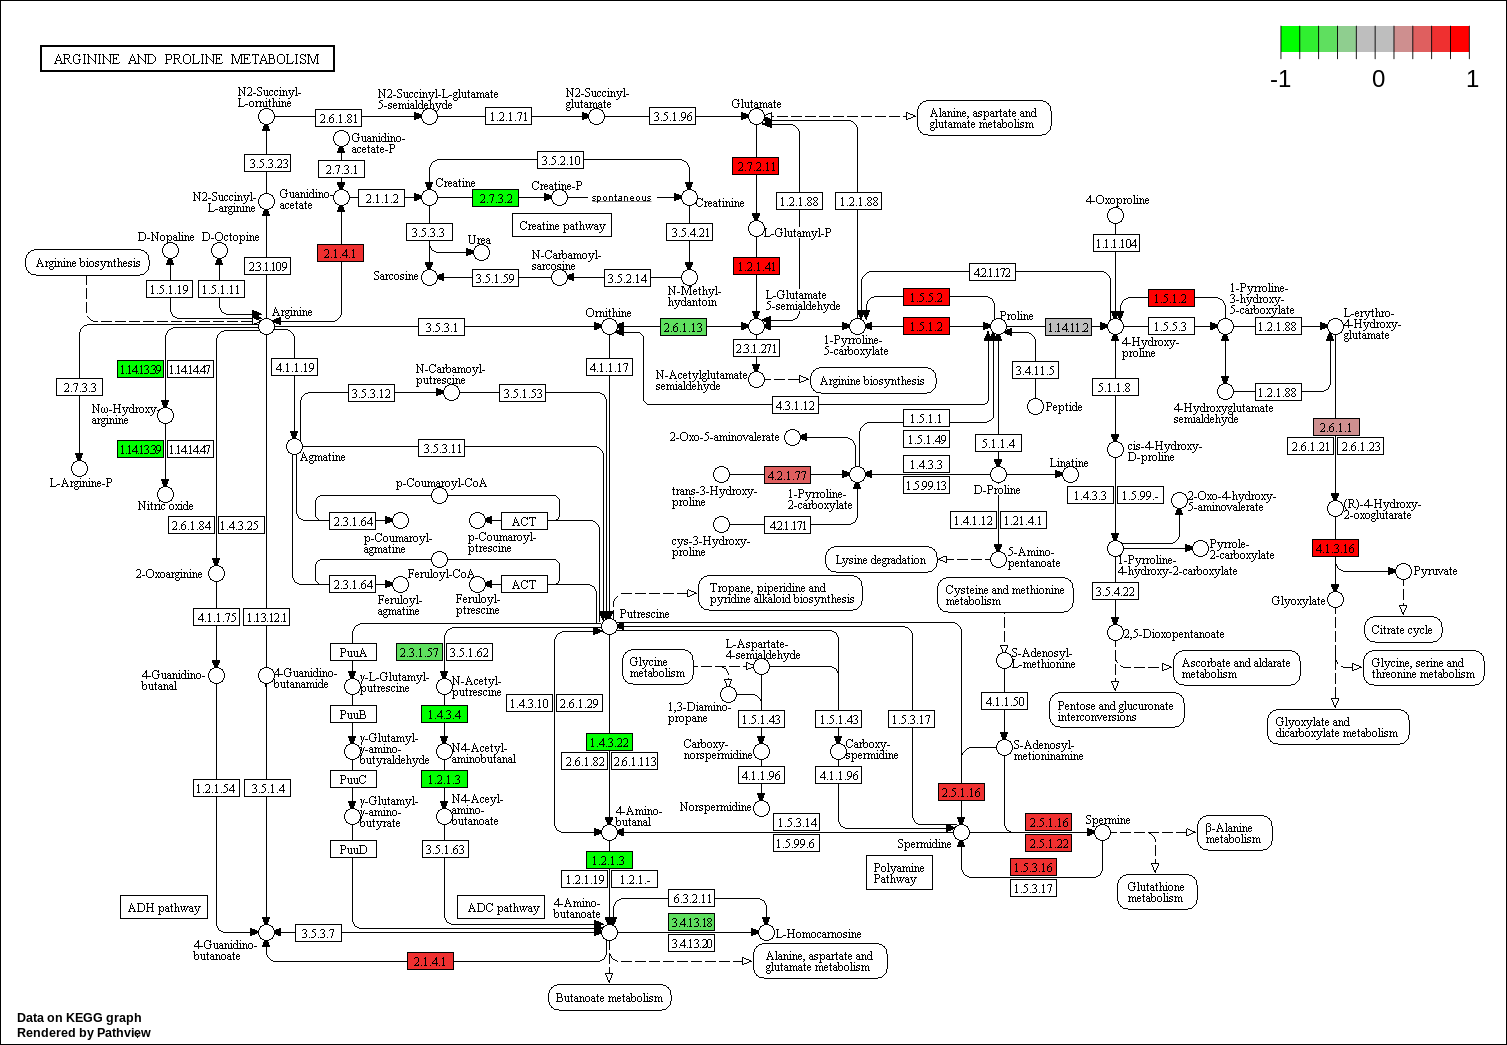 ARGININE AND PROLINE METABOLISM
-1
0
1
N2-Succinyl-
L-ornithine
N2-Succinyl-L-glutamate
5-semialdehyde
N2-Succinyl-
glutamate
Glutamate
2.6.1.81
1.2.1.71
3.5.1.96
Alanine, aspartate and
glutamate metabolism
Guanidino-
acetate-P
3.5.3.23
2.7.3.1
3.5.2.10
2.7.2.11
N2-Succinyl-
L-arginine
Guanidino-
acetate
2.1.1.2
Creatine
2.7.3.2
Creatine-P
spontaneous
Creatinine
1.2.1.88
1.2.1.88
4-Oxoproline
3.5.3.3
Creatine pathway
3.5.4.21
L-Glutamyl-P
1.1.1.104
D-Nopaline
D-Octopine
2.1.4.1
Urea
Arginine biosynthesis
2.3.1.109
Sarcosine
3.5.1.59
N-Carbamoyl-
sarcosine
3.5.2.14
N-Methyl-
hydantoin
1.2.1.41
4.2.1.172
1.5.1.19
1.5.1.11
L-Glutamate
5-semialdehyde
1.5.5.2
1.5.1.2
1-Pyrroline-
3-hydroxy-
5-carboxylate
Arginine
3.5.3.1
Ornithine
2.6.1.13
1.5.1.2
Proline
1.14.11.2
1.5.5.3
1.2.1.88
L-erythro-
4-Hydroxy-
glutamate
1-Pyrroline-
5-carboxylate
4-Hydroxy-
proline
2.3.1.271
1.14.13.39
1.14.14.47
4.1.1.19
4.1.1.17
N-Acetylglutamate
semialdehyde
Arginine biosynthesis
3.4.11.5
2.7.3.3
N-Carbamoyl-
putrescine
3.5.3.12
3.5.1.53
5.1.1.8
1.2.1.88
Nω-Hydroxy-
arginine
4.3.1.12
Peptide
4-Hydroxyglutamate
semialdehyde
1.5.1.1
1.5.1.49
2.6.1.1
2.6.1.21
2.6.1.23
1.14.13.39
1.14.14.47
Agmatine
3.5.3.11
2-Oxo-5-aminovalerate
5.1.1.4
cis-4-Hydroxy-
D-proline
L-Arginine-P
trans-3-Hydroxy-
proline
4.2.1.77
1-Pyrroline-
2-carboxylate
1.4.3.3
1.5.99.13
D-Proline
Linatine
Nitric oxide
p-Coumaroyl-CoA
1.4.3.3
1.5.99.-
2-Oxo-4-hydroxy-
5-aminovalerate
(R)-4-Hydroxy-
2-oxoglutarate
2.6.1.84
1.4.3.25
2.3.1.64
ACT
4.2.1.171
1.4.1.12
1.21.4.1
p-Coumaroyl-
agmatine
p-Coumaroyl-
ptrescine
cys-3-Hydroxy-
proline
Pyrrole-
2-carboxylate
4.1.3.16
Lysine degradation
5-Amino-
pentanoate
1-Pyrroline-
4-hydroxy-2-carboxylate
Pyruvate
2-Oxoarginine
2.3.1.64
Feruloyl-CoA
ACT
Feruloyl-
agmatine
Feruloyl-
ptrescine
Tropane, piperidine and
pyridine alkaloid biosynthesis
Cysteine and methionine
metabolism
3.5.4.22
Glyoxylate
4.1.1.75
1.13.12.1
Putrescine
2,5-Dioxopentanoate
Citrate cycle
PuuA
2.3.1.57
3.5.1.62
Glycine
metabolism
L-Aspartate-
4-semialdehyde
S-Adenosyl-
L-methionine
Ascorbate and aldarate
metabolism
Glycine, serine and
threonine metabolism
4-Guanidino-
butanal
4-Guanidino-
butanamide
γ-L-Glutamyl-
putrescine
N-Acetyl-
putrescine
1.4.3.10
2.6.1.29
1,3-Diamino-
propane
4.1.1.50
Pentose and glucuronate
interconversions
Glyoxylate and
dicarboxylate metabolism
PuuB
1.4.3.4
1.5.1.43
1.5.1.43
1.5.3.17
γ-Glutamyl-
γ-amino-
butyraldehyde
N4-Acetyl-
aminobutanal
1.4.3.22
2.6.1.82
2.6.1.113
Carboxy-
norspermidine
Carboxy-
spermidine
S-Adenosyl-
metioninamine
PuuC
1.2.1.3
4.1.1.96
4.1.1.96
1.2.1.54
3.5.1.4
2.5.1.16
γ-Glutamyl-
γ-amino-
butyrate
N4-Aceyl-
amino-
butanoate
4-Amino-
butanal
Norspermidine
1.5.3.14
1.5.99.6
Spermidine
2.5.1.16
2.5.1.22
Spermine
β-Alanine
metabolism
PuuD
3.5.1.63
1.2.1.3
1.2.1.19
1.2.1.-
Polyamine
Pathway
1.5.3.16
1.5.3.17
Glutathione
metabolism
ADH pathway
ADC pathway
4-Amino-
butanoate
6.3.2.11
3.4.13.18
3.4.13.20
L-Homocarnosine
4-Guanidino-
butanoate
3.5.3.7
2.1.4.1
Alanine, aspartate and
glutamate metabolism
Butanoate metabolism
Data on KEGG graph
Rendered by Pathview